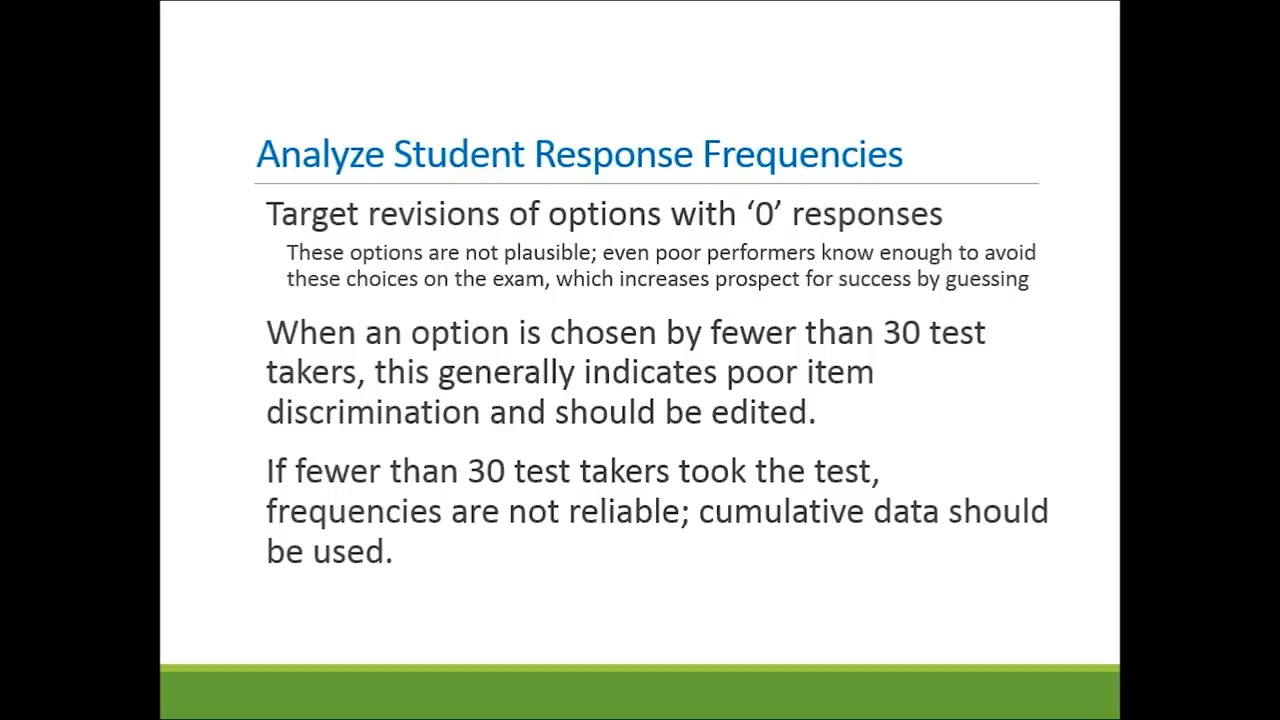 Analyze Student Response Frequencies
Target revisions of options with ‘0’ responses
These options are not plausible; even poor performers know enough to avoid
these choices on the exam, which increases prospect for success by guessing
When an option is chosen by fewer than 30 test
takers, this generally indicates poor item
discrimination and should be edited.
If fewer than 30 test takers took the test,
frequencies are not reliable; cumulative data should
be used.